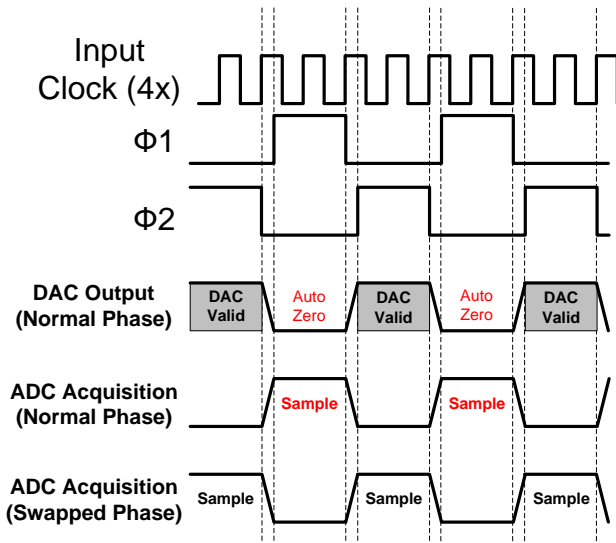 Input
Clock (4x)
Φ1
Φ2
DAC Output
(Normal Phase)
DAC
Valid
Auto
Zero
DAC
Valid
Auto
Zero
DAC
Valid
ADC Acquisition
(Normal Phase)
Sample
Sample
ADC Acquisition
(Swapped Phase)
Sample
Sample
Sample